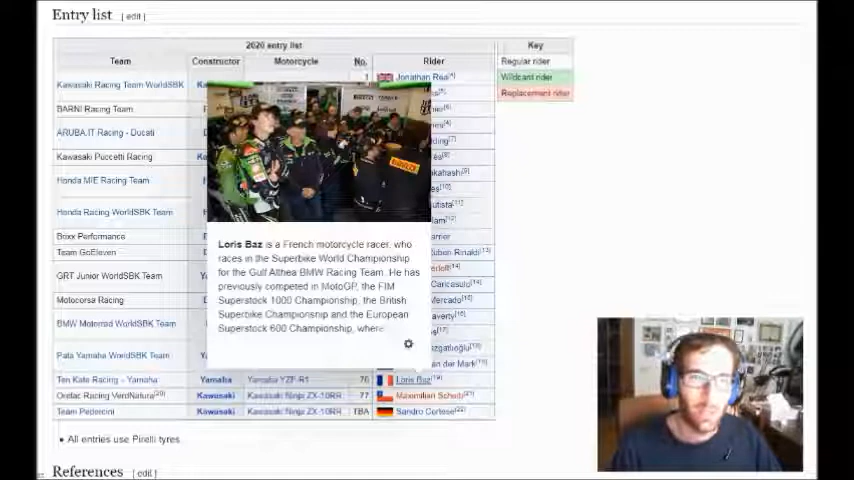 Entry list [ edit ]
2020 entry list
Key
Team Constructor Motorcycle No. Rider
Regular rider
Kawasaki Racing Team WorldSBK 1 Jonathan Rea[4]
Wildcard rider
Replacement rider
BARNI Racing Team
ARUBA.IT Racing - Ducati
Kawasaki Puccetti Racing
Honda MIE Racing Team
Honda Racing WorldSBK Team
Boxx Performance
Team GoEleven
GRT Junior WorldSBK Team
Motocorsa Racing
BMW Motorrad WorldSBK Team
Pata Yamaha WorldSBK Team
PIRELLI
Loris Baz is a French motorcycle racer, who
races in the Superbike World Championship
for the Gulf Althea BMW Racing Team. He has
previously competed in MotoGP, the FIM
Superstock 1000 Championship, the British
Superbike Championship and the European
Superstock 600 Championship, where
Ten Kate Racing - Yamaha Yamaha Yamaha YZF-R1 76 Loris Baz[19]
Orelac Racing VerdNatura[20] Kawasaki Kawasaki Ninja ZX-10RR 77 Maximilian Scheib[21]
Team Pedercini Kawasaki Kawasaki Ninja ZX-10RR TBA Sandro Cortese[22]
• All entries use Pirelli tyres.
References [ edit ]